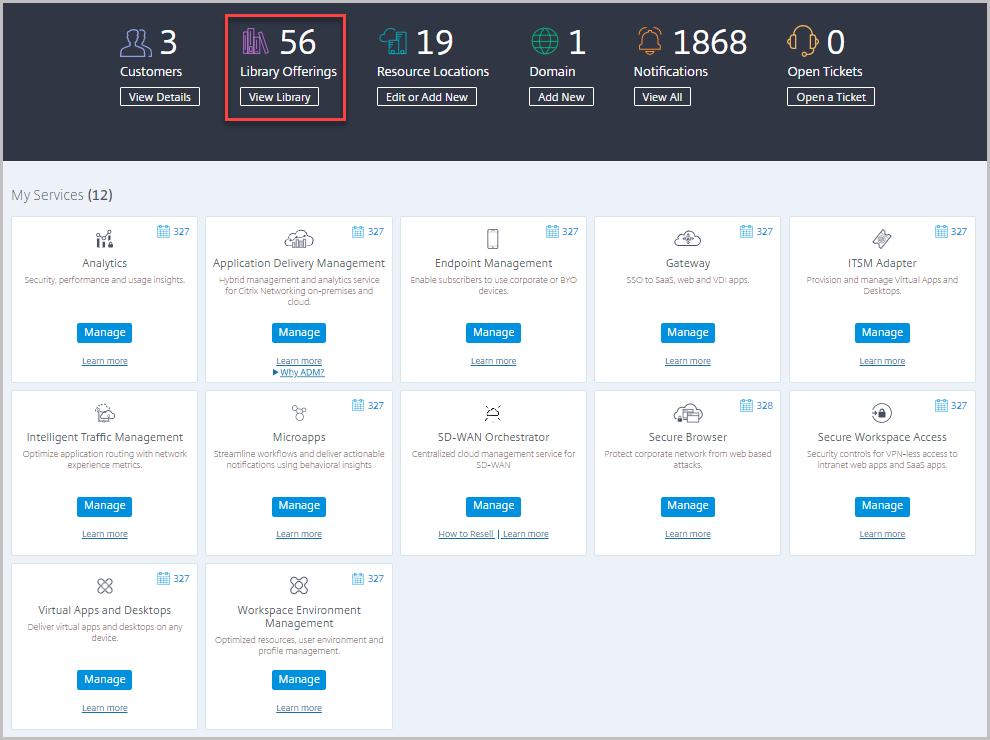 3 56 19 1 1868 0
Customers Library Offerings Resource Locations Domain Notifications Open Tickets
View Details View Library Edit or Add New Add New View All Open a Ticket
My Services (12)
327
Analytics
Security, performance and usage insights.
Manage
Learn more
327
Application Delivery Management
Hybrid management and analytics service
for Citrix Networking on-premises and
cloud.
Manage
Learn more
Why ADM?
327
Endpoint Management
Enable subscribers to use corporate or BYO
devices.
Manage
Learn more
327
Gateway
SSO to SaaS, web and VDI apps.
Manage
Learn more
327
ITSM Adapter
Provision and manage Virtual Apps and
Desktops.
Manage
Learn more
Intelligent Traffic Management
Optimize application routing with network
experience metrics.
Manage
Learn more
327
Microapps
Streamline workflows and deliver actionable
notifications using behavioral insights
Manage
Learn more
SD-WAN Orchestrator
Centralized cloud management service for
SD-WAN
Manage
How to Resell | Learn more
328
Secure Browser
Protect corporate network from web based
attacks.
Manage
Learn more
327
Secure Workspace Access
Security controls for VPN-less access to
intranet web apps and SaaS apps.
Manage
Learn more
327
Virtual Apps and Desktops
Deliver virtual apps and desktops on any
device.
Manage
Learn more
327
Workspace Environment
Management
Optimized resources, user environment and
profile management.
Manage
Learn more